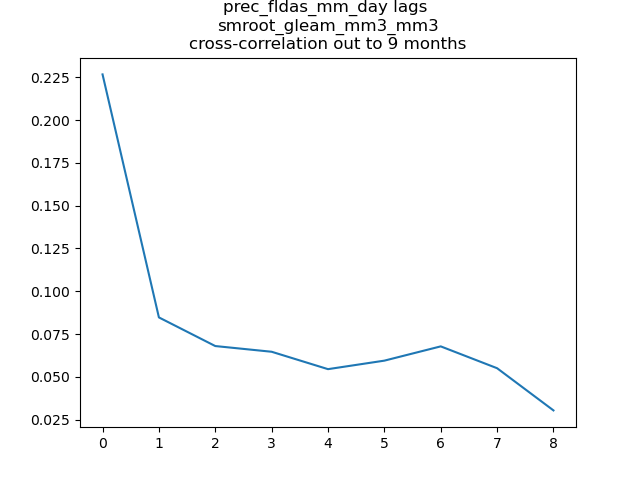 prec_fldas_mm_day lags
smroot_gleam_mm3_mm3
cross-correlation out to 9 months
0.225
0.200
0.175
0.150
0.125
0.100
0.075
0.050
0.025
0 1 2 3 4 5 6 7 8